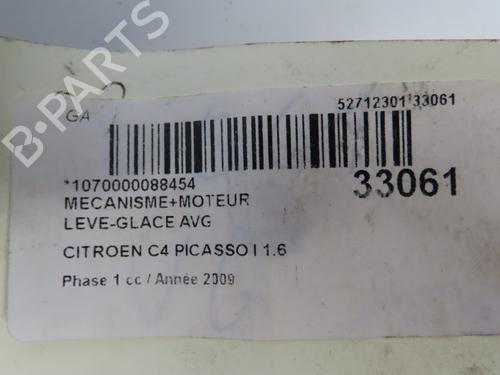 B-PARTS
GA
52712301'33061
*1070000088454
33061
MECANISME+MOTEUR
LEVE-GLACE AVG
CITROEN C4 PICASSO I 1.6
Phase 1 cc / Année 2009